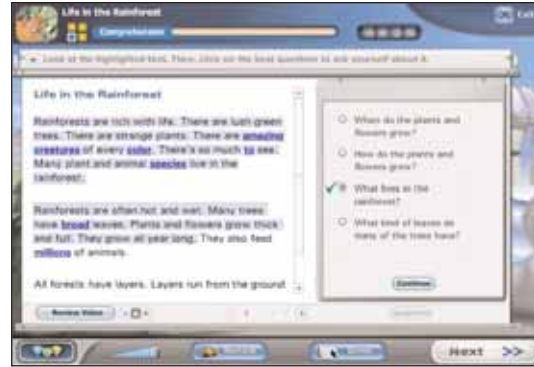 Life in the Rainforest
Comprehension
Exit
Look at the highlighted text. Then, click on the best question to ask yourself about it.
Life in the Rainforest
Rainforests are rich with life. There are lush green
trees. There are strange plants. There are amazing
creatures of every color. There's so much to see.
Many plant and animal species live in the
rainforest.
Rainforests are often hot and wet. Many trees
have broad leaves. Plants and flowers grow thick
and full. They grow all year long. They also feed
millions of animals.
All forests have layers. Layers run from the ground
When do the plants and
flowers grow?
How do the plants and
flowers grow?
What lives in the
rainforest?
What kind of leaves do
many of the trees have?
Continue
Review Video
Next >>